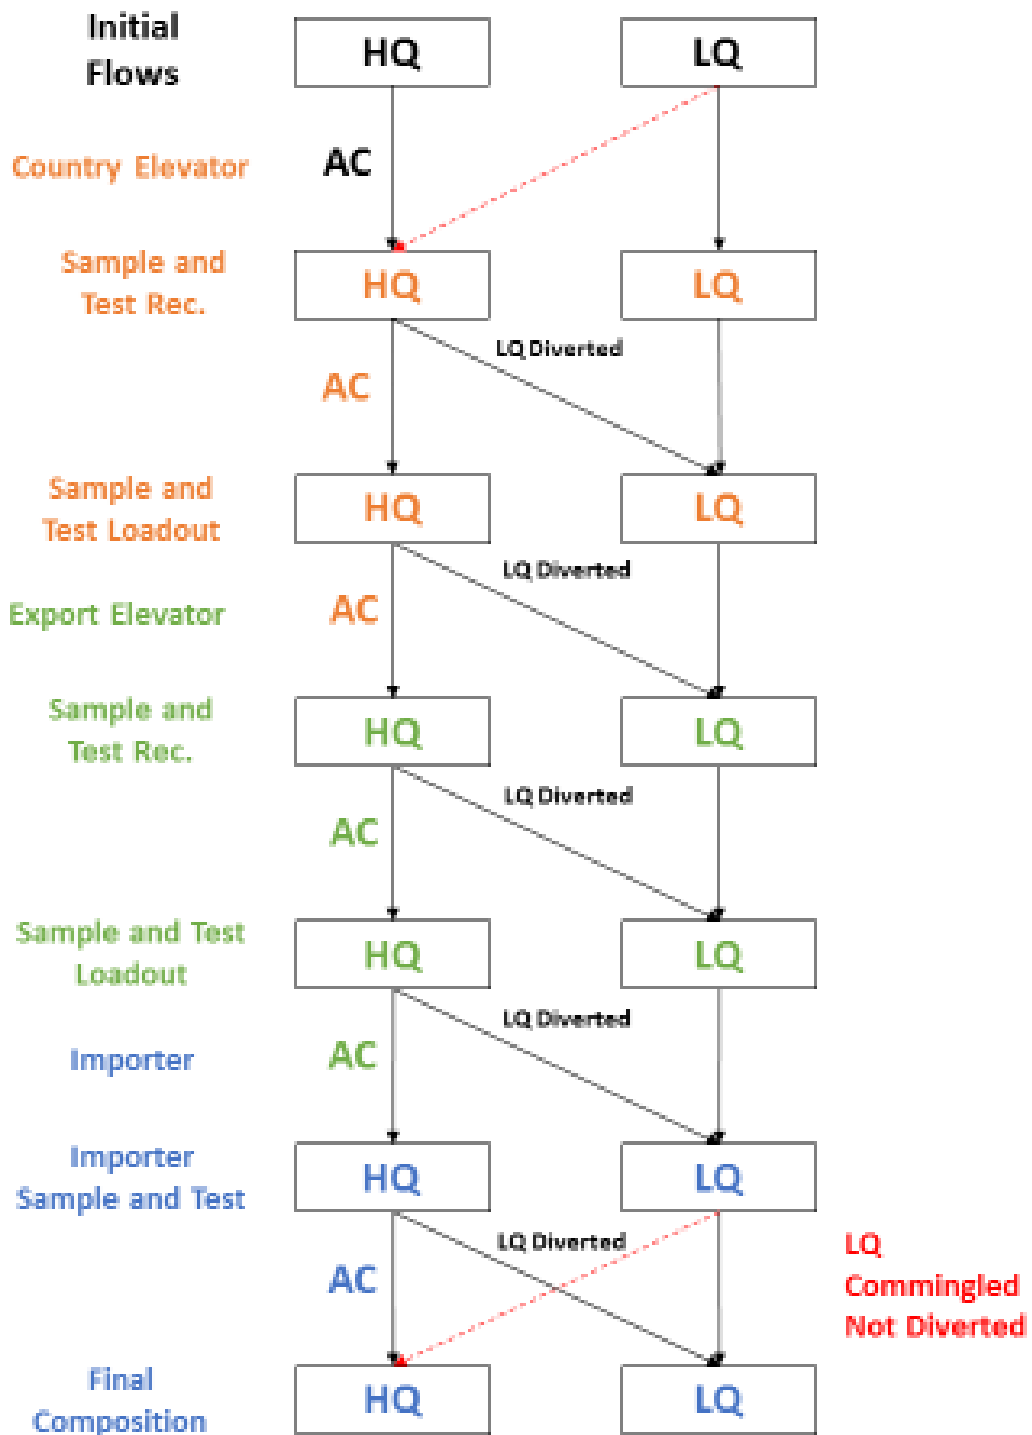 Initial
Flows
HQ
LQ
Country Elevator
AC
Sample and
Test Rec.
HQ
LQ
LQ Diverted
AC
Sample and
Test Loadout
HQ
LQ
LQ Diverted
Export Elevator
AC
Sample and
Test Rec.
HQ
LQ
LQ Diverted
AC
Sample and Test
Loadout
HQ
LQ
LQ Diverted
Importer
AC
Importer
Sample and Test
HQ
LQ
LQ Diverted
AC
LQ
Commingled
Not Diverted
Final
Composition
HQ
LQ